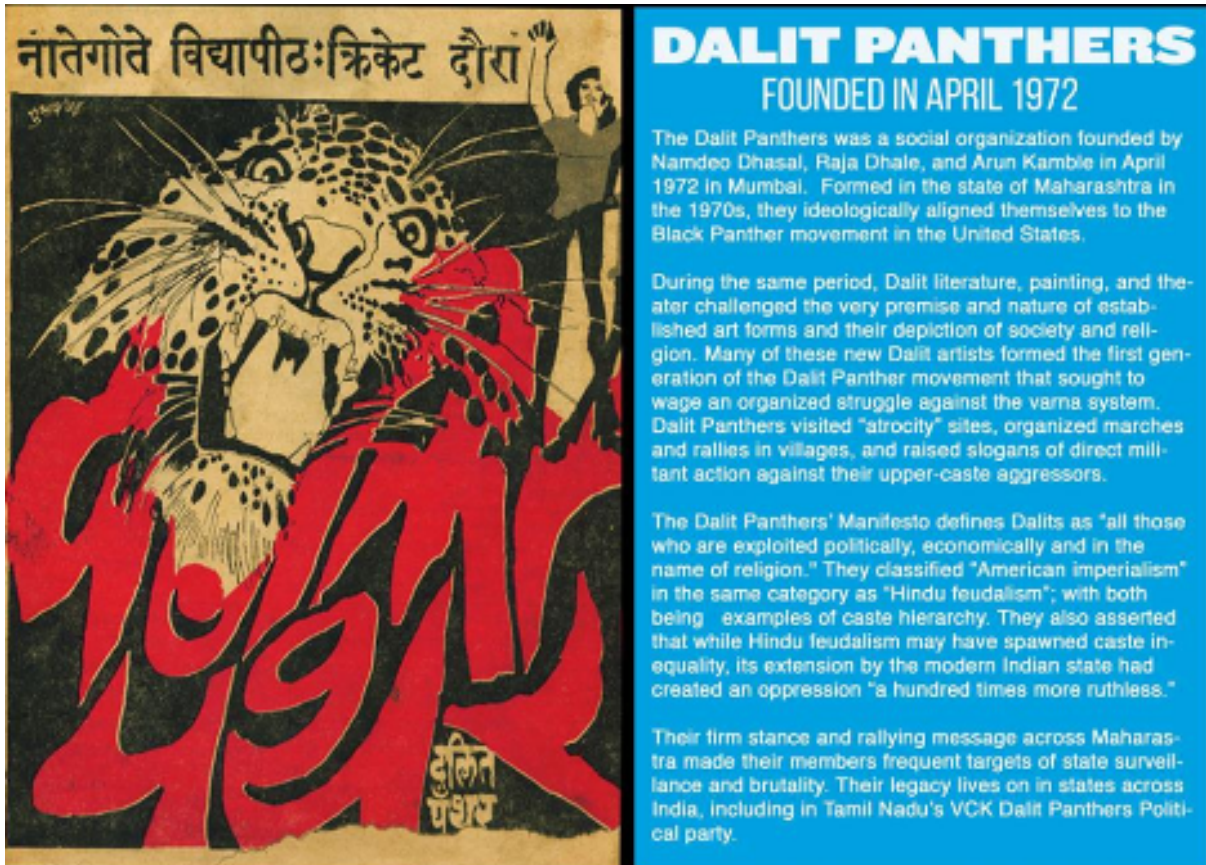 नातेगोते विद्यापीठ:क्रिकेट दौरा
पँथर
दलित
पँथर
DALIT PANTHERS
FOUNDED IN APRIL 1972
The Dalit Panthers was a social organization founded by
Namdeo Dhasal, Raja Dhale, and Arun Kamble in April
1972 in Mumbai. Formed in the state of Maharashtra in
the 1970s, they ideologically aligned themselves to the
Black Panther movement in the United States.
During the same period, Dalit literature, painting, and the-
ater challenged the very premise and nature of estab-
lished art forms and their depiction of society and reli-
gion. Many of these new Dalit artists formed the first gen-
eration of the Dalit Panther movement that sought to
wage an organized struggle against the varna system.
Dalit Panthers visited "atrocity" sites, organized marches
and rallies in villages, and raised slogans of direct mili-
tant action against their upper-caste aggressors.
The Dalit Panthers' Manifesto defines Dalits as "all those
who are exploited politically, economically and in the
name of religion." They classified "American imperialism"
in the same category as "Hindu feudalism"; with both
being examples of caste hierarchy. They also asserted
that while Hindu feudalism may have spawned caste in-
equality, its extension by the modern Indian state had
created an oppression "a hundred times more ruthless."
Their firm stance and rallying message across Maharas-
tra made their members frequent targets of state surveil-
lance and brutality. Their legacy lives on in states across
India, including in Tamil Nadu's VCK Dalit Panthers Politi-
cal party.